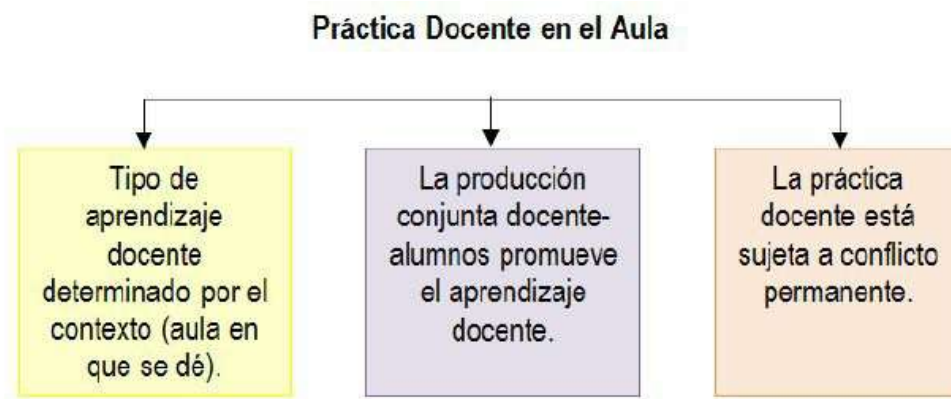 Práctica Docente en el Aula
Tipo de
aprendizaje
docente
determinado por el
contexto (aula en
que se dé).
La producción
conjunta docente-
alumnos promueve
el aprendizaje
docente.
La práctica
docente está
sujeta a conflicto
permanente.